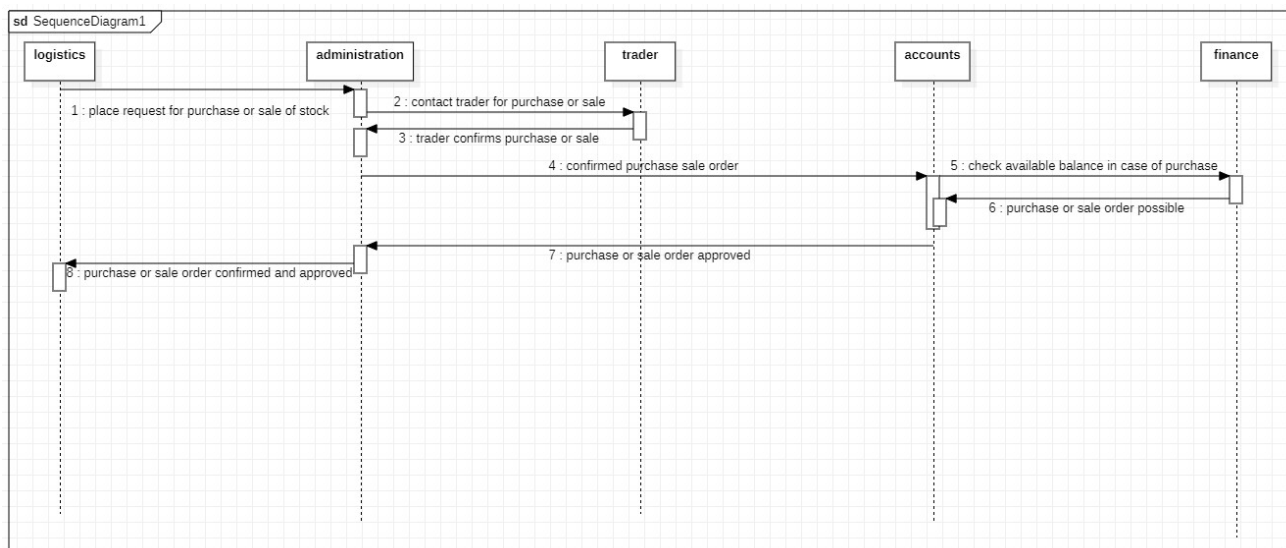 sd SequenceDiagram1
logistics
administration
trader
accounts
finance
1 : place request for purchase or sale of stock
2 : contact trader for purchase or sale
3 : trader confirms purchase or sale
4 : confirmed purchase sale order
5 : check available balance in case of purchase
6 : purchase or sale order possible
7 : purchase or sale order approved
8 : purchase or sale order confirmed and approved